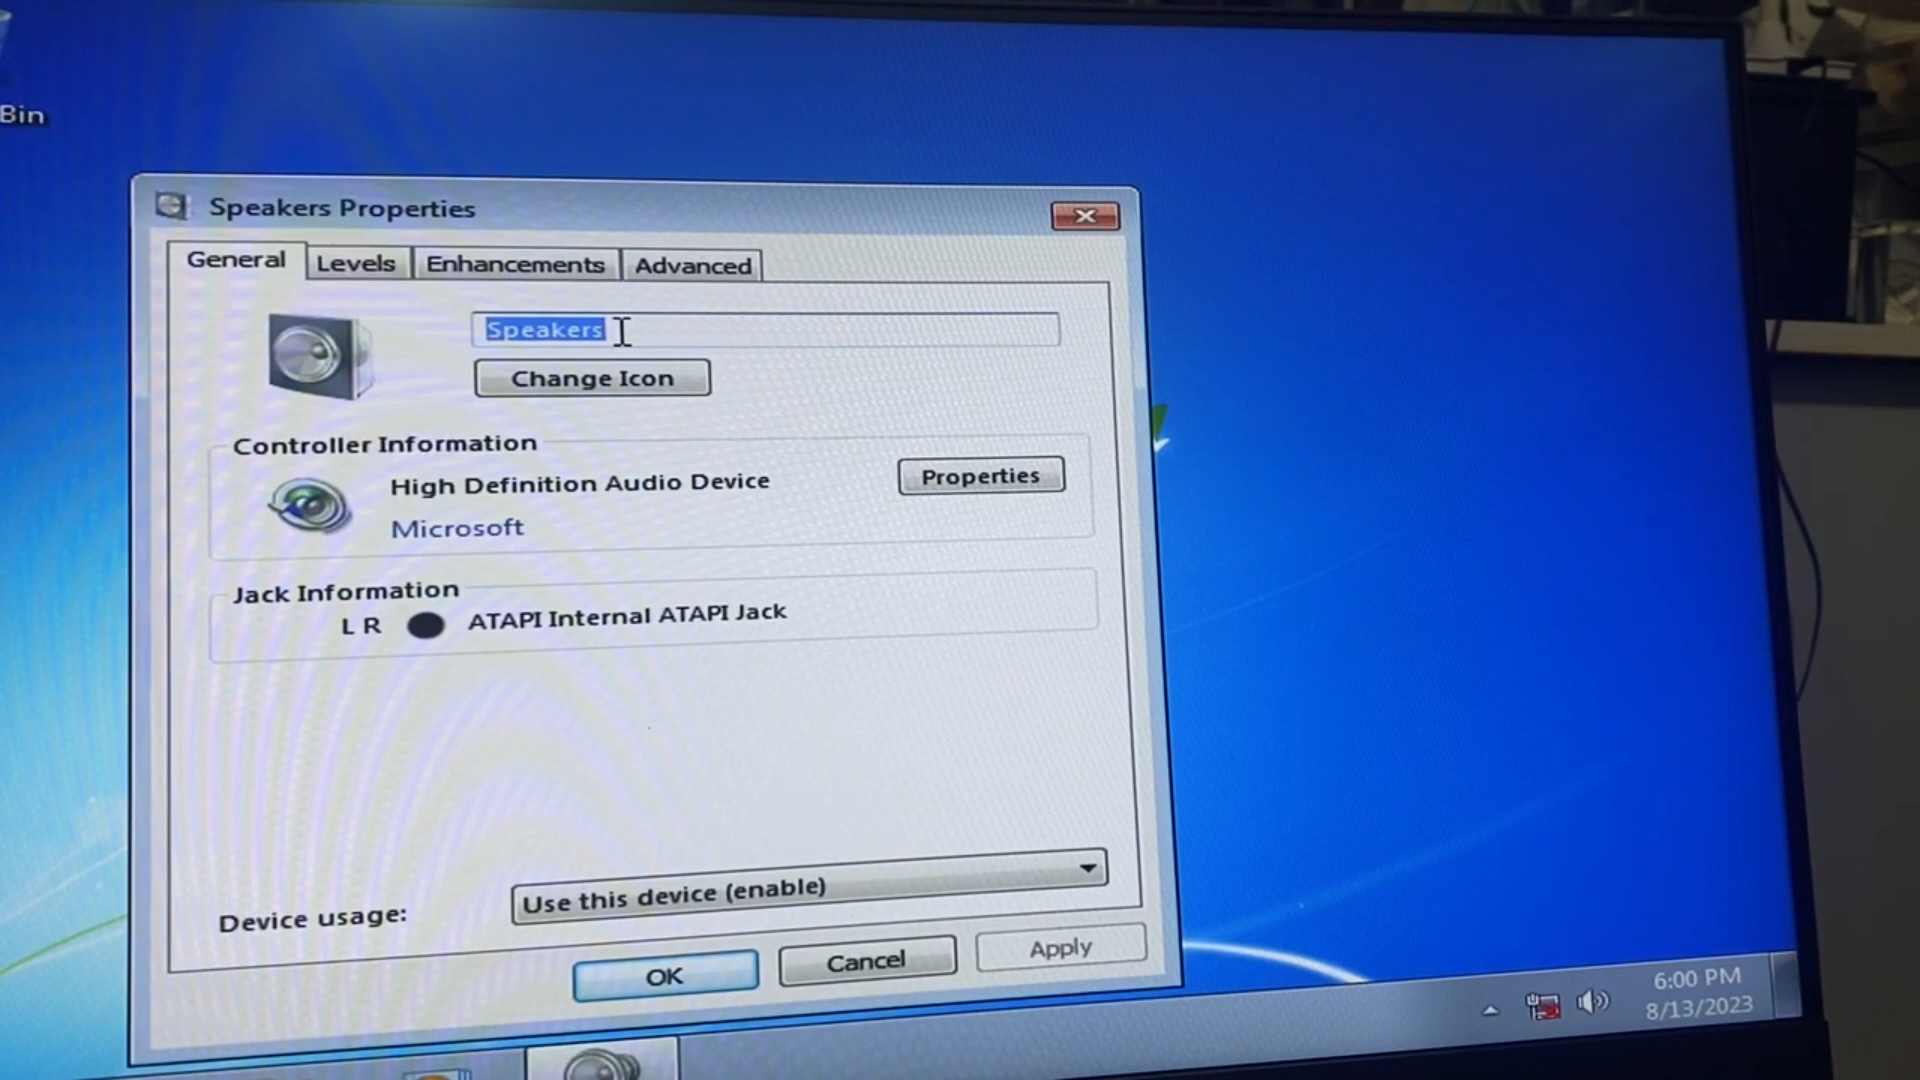 Bin
Speakers Properties
General
Levels
Enhancements
Advanced
Speakers
Change Icon
Controller Information
High Definition Audio Device
Properties
Microsoft
Jack Information
L R
ATAPI Internal ATAPI Jack
Device usage:
Use this device (enable)
OK
Cancel
Apply
6:00 PM
8/13/2023